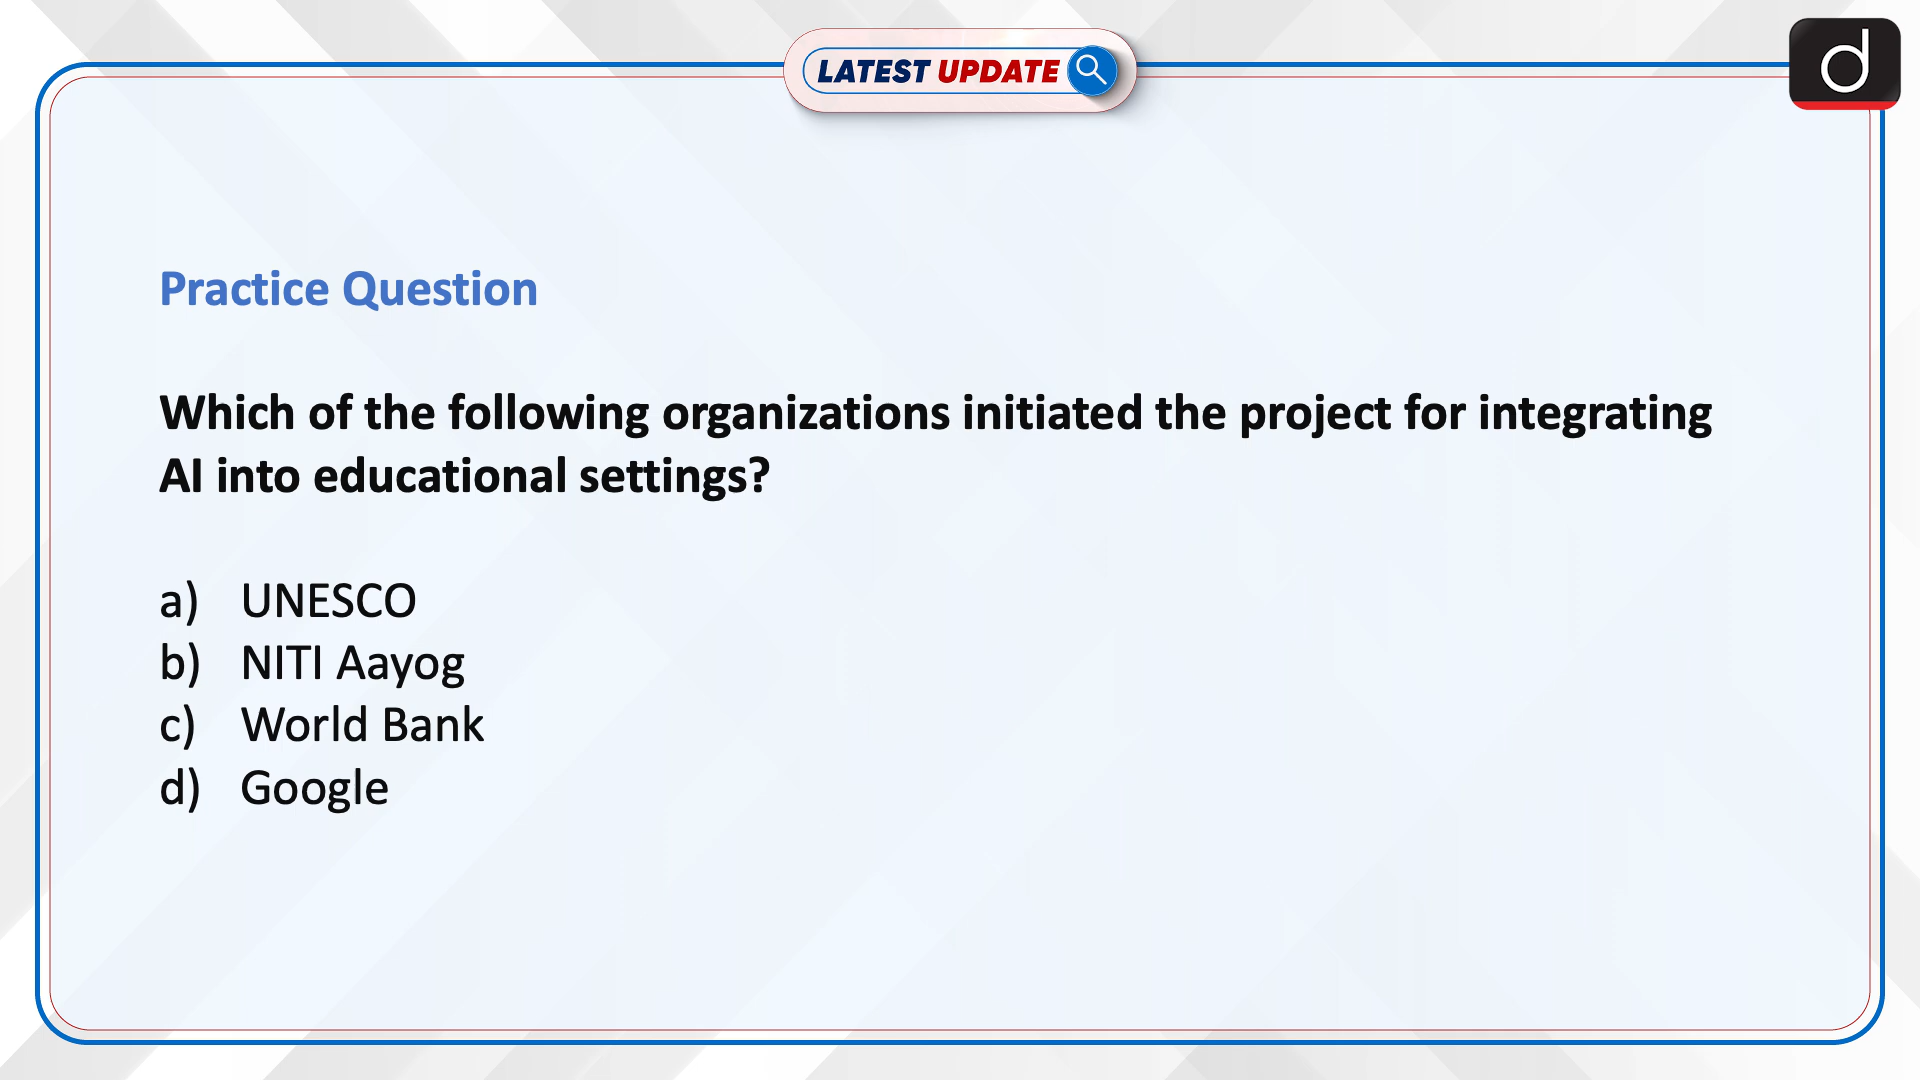 LATEST UPDATE
d
Practice Question
Which of the following organizations initiated the project for integrating
AI into educational settings?
a) UNESCO
b) NITI Aayog
c) World Bank
d) Google